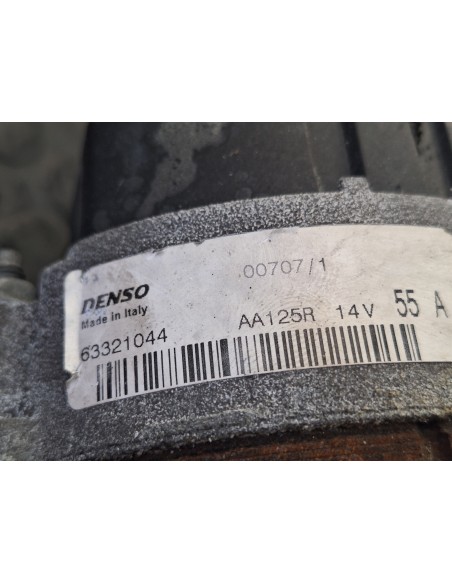 00707/1
DENSO
Made in Italy
AA125R 14V 55 A
63321044